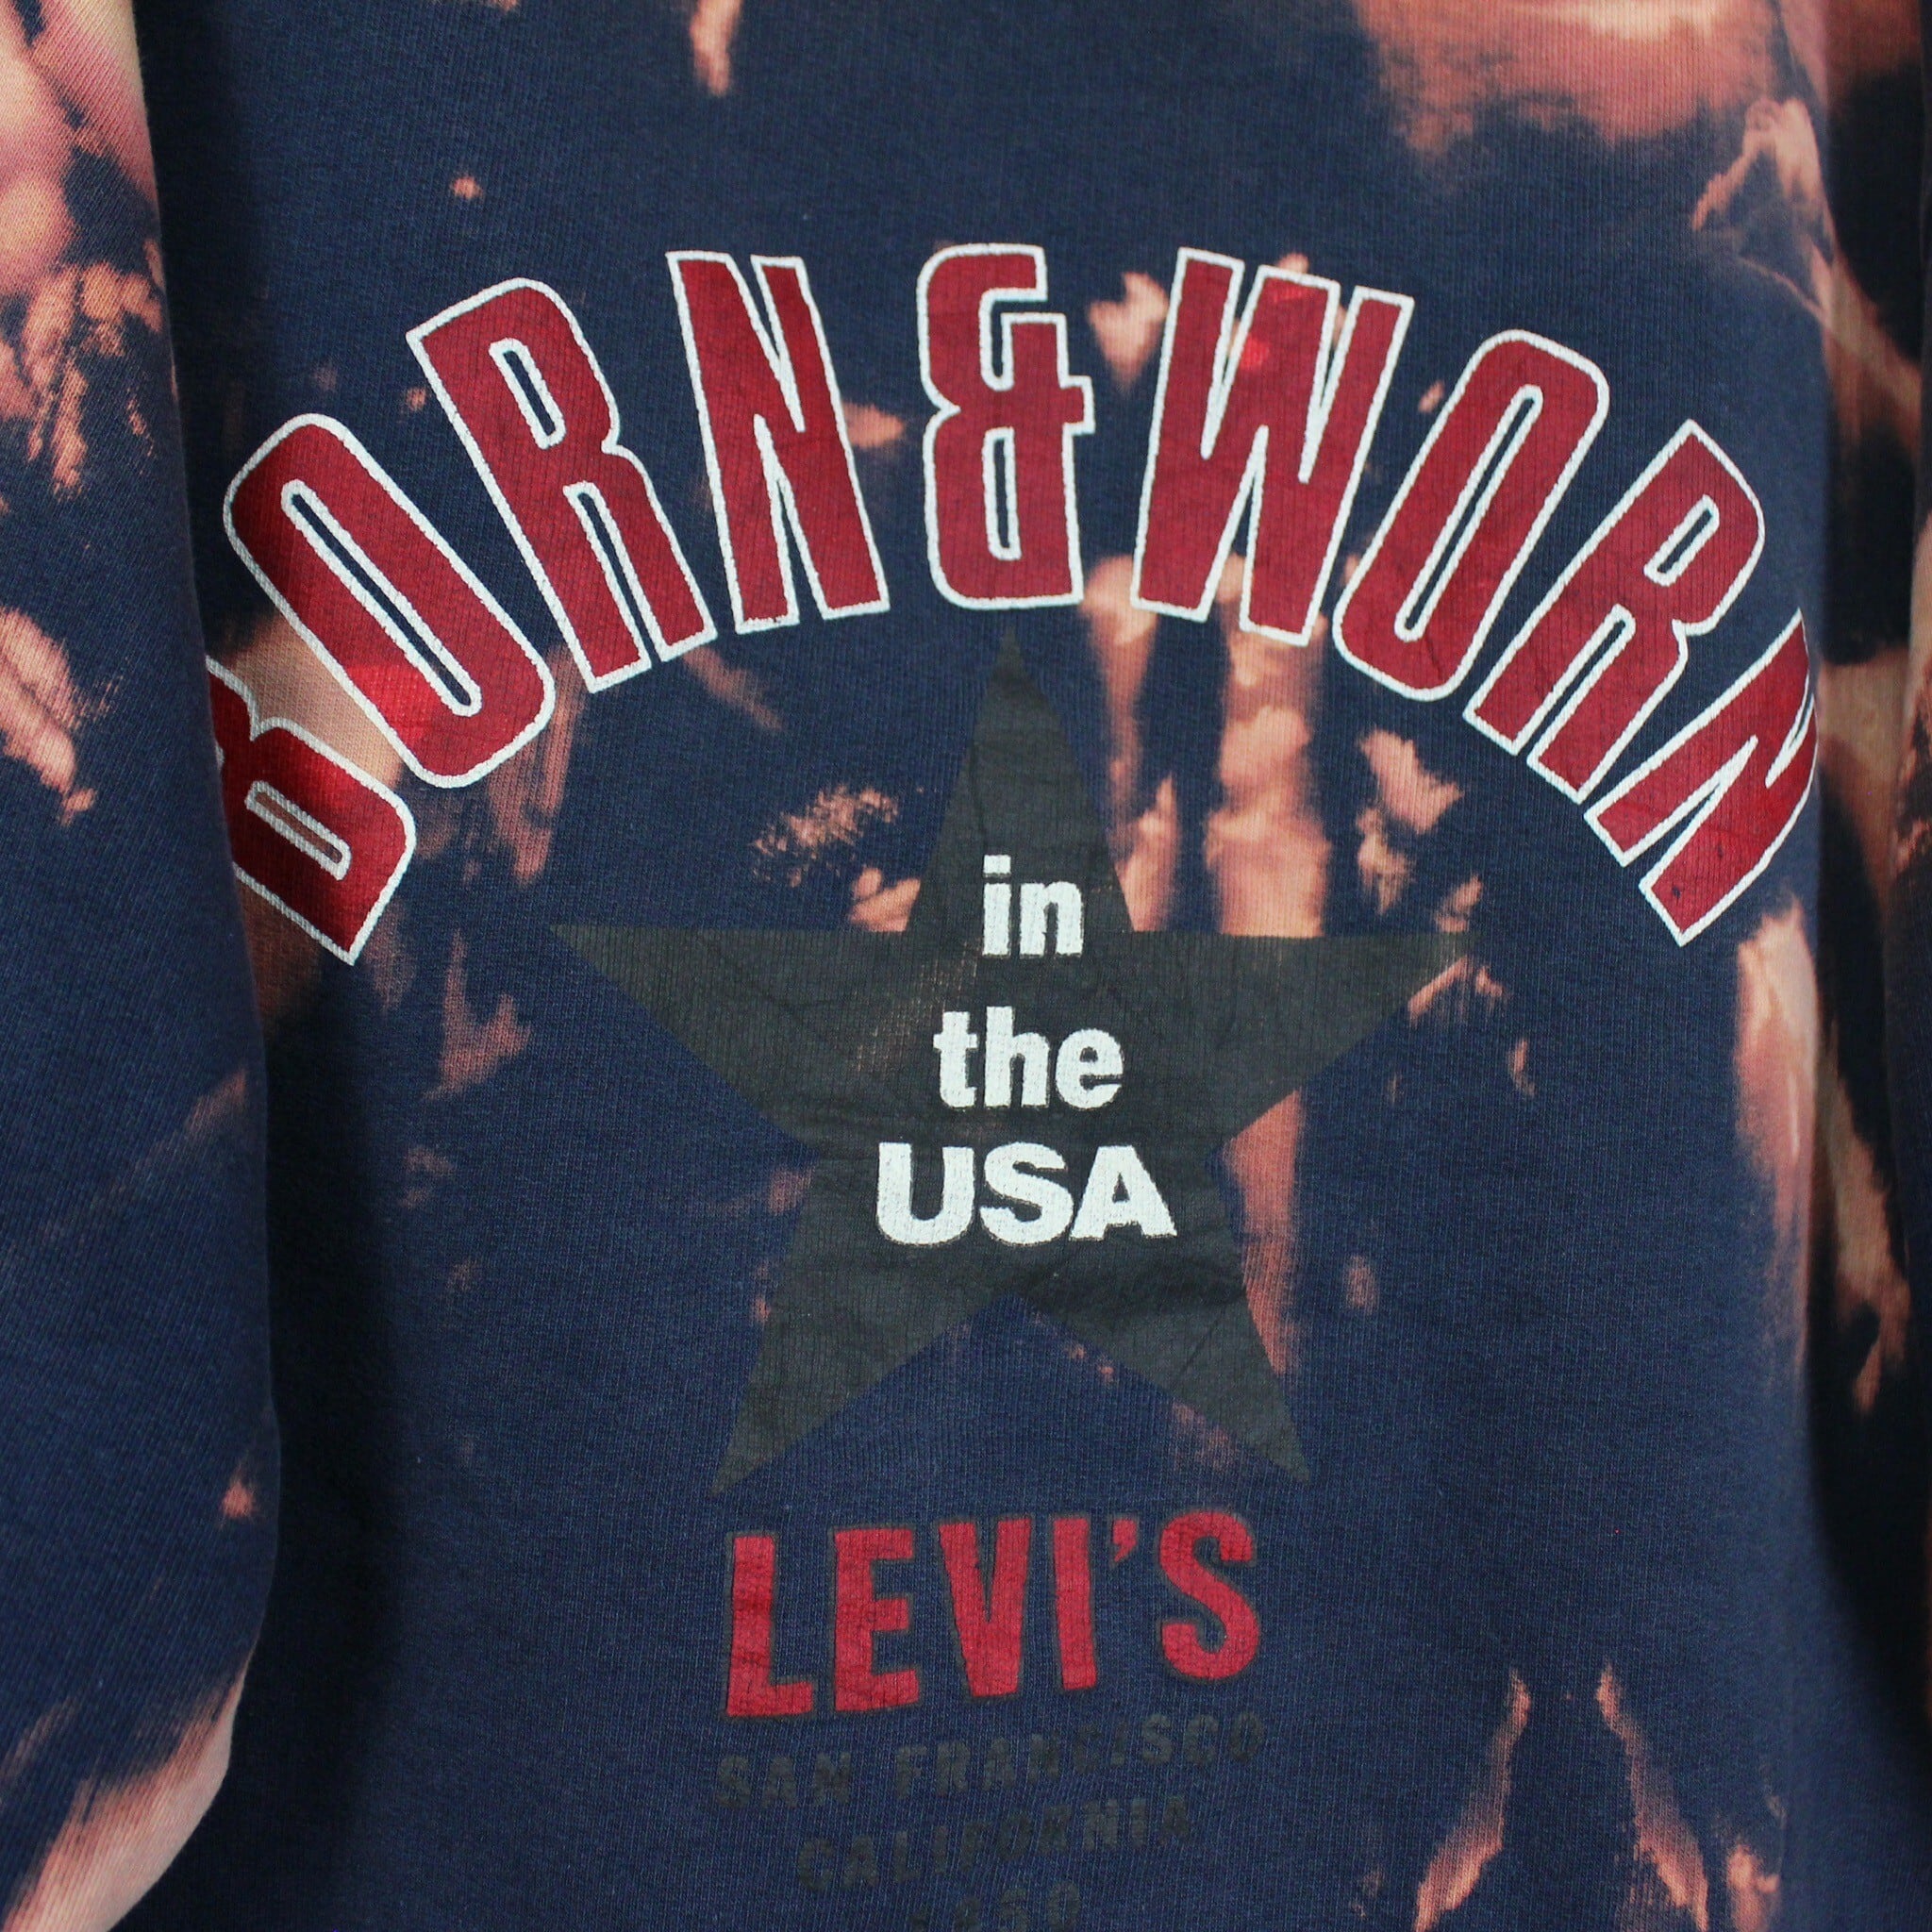 BORN & WORN
in
the
USA
LEVI'S
SAN FRANCISCO
CALIFORNIA